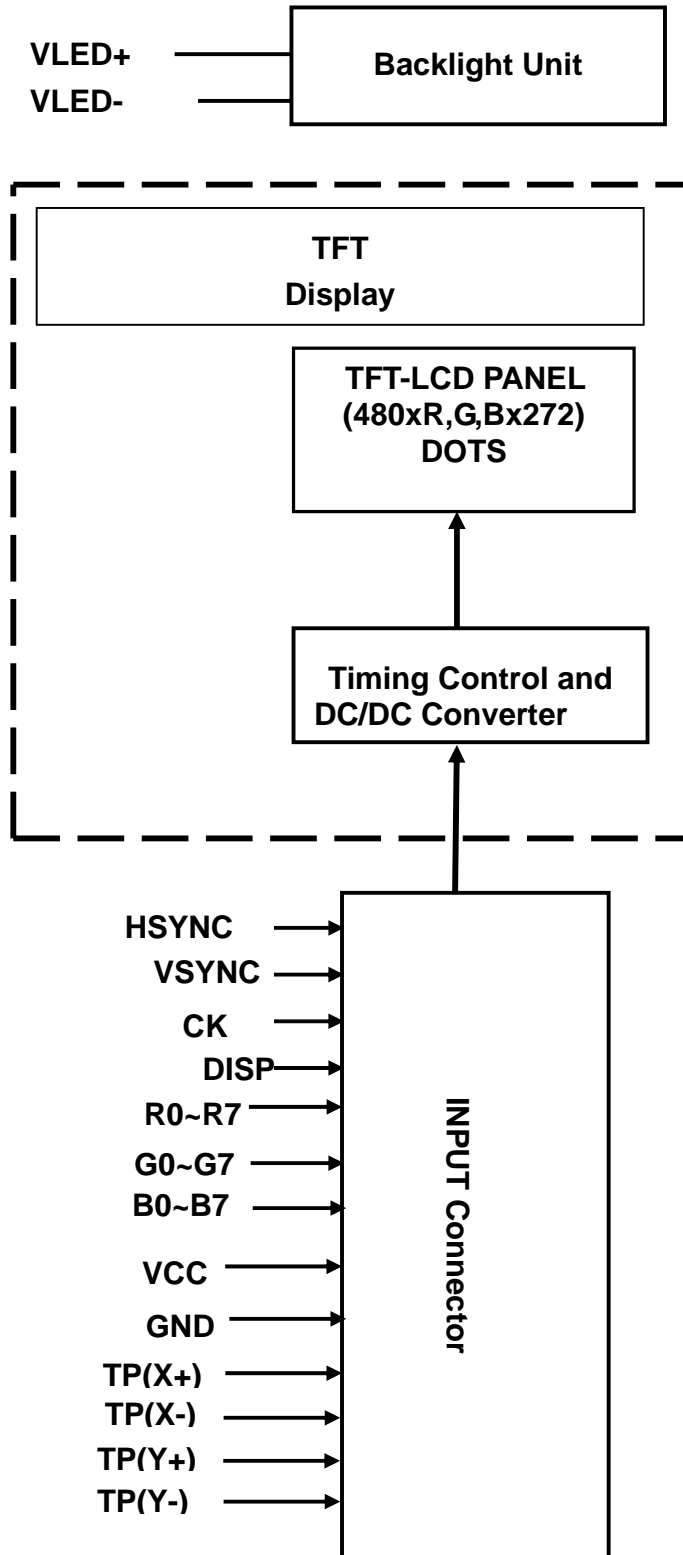 VLED+
Backlight Unit
VLED-
TFT
Display
TFT-LCD PANEL
(480xR,G,Bx272)
DOTS
Timing Control and
DC/DC Converter
HSYNC
VSYNC
CK
DISP
R0~R7
G0~G7
B0~B7
VCC
GND
TP(X+)
TP(X-)
TP(Y+)
TP(Y-)
INPUT Connector